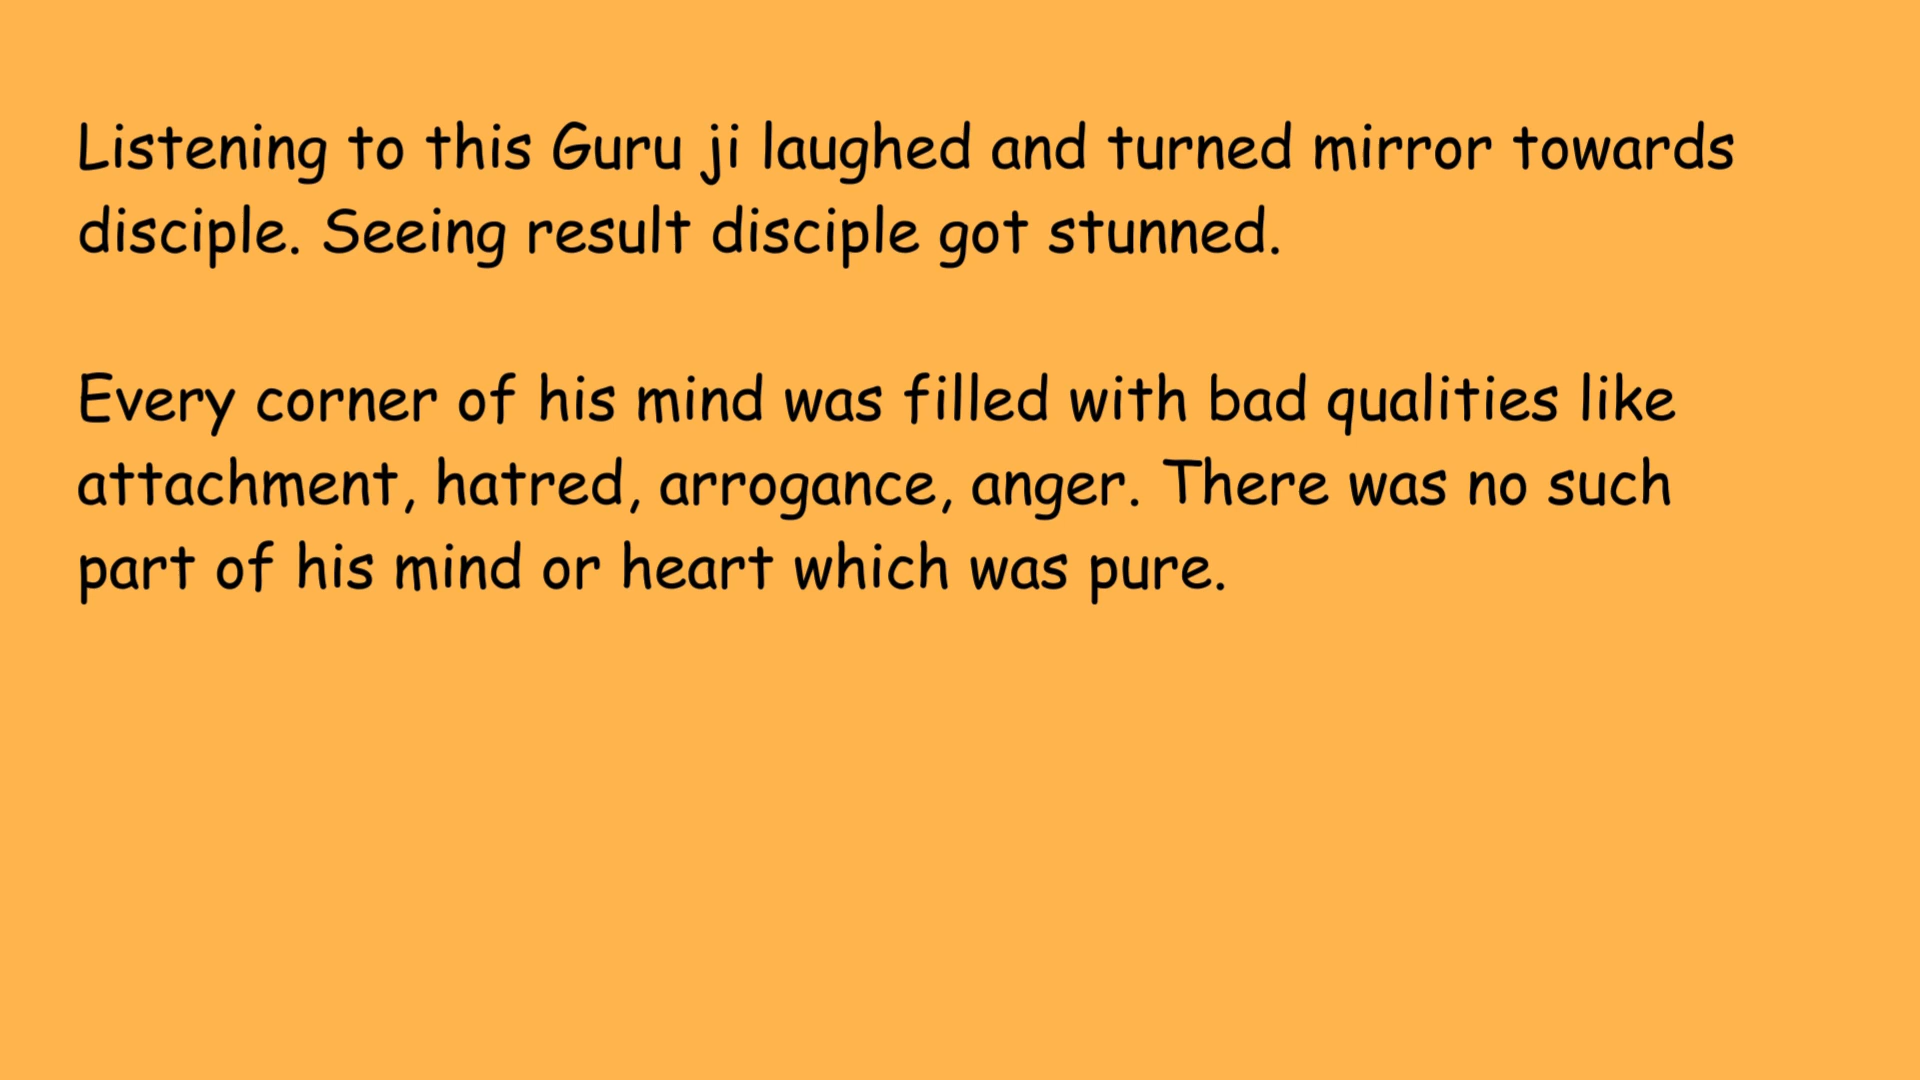 Listening to this Guru ji laughed and turned mirror towards
disciple. Seeing result disciple got stunned.
Every corner of his mind was filled with bad qualities like
attachment, hatred, arrogance, anger. There was no such
part of his mind or heart which was pure.